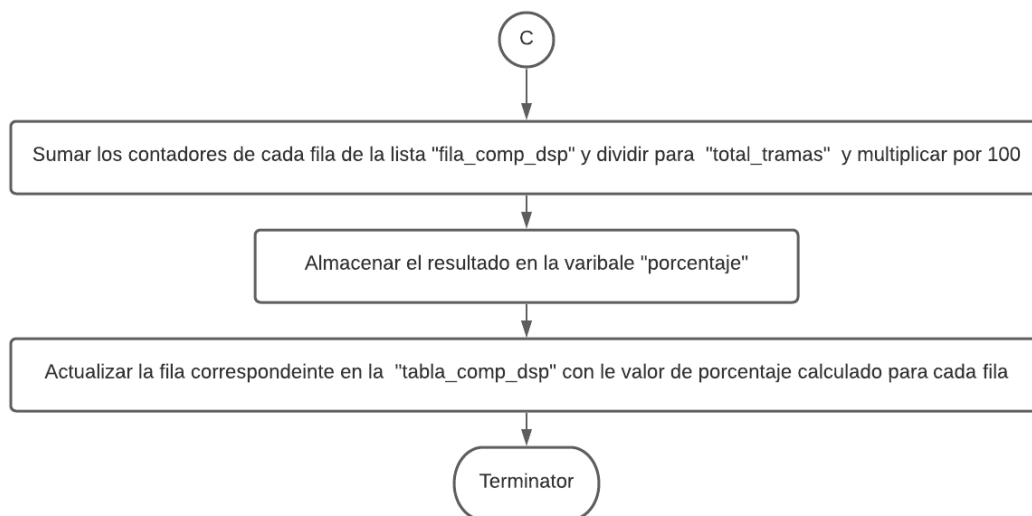 C
Sumar los contadores de cada fila de la lista "fila_comp_dsp" y dividir para "total_tramas" y multiplicar por 100
Almacenar el resultado en la varibale "porcentaje"
Actualizar la fila correspondeinte en la "tabla_comp_dsp" con le valor de porcentaje calculado para cada fila
Terminator